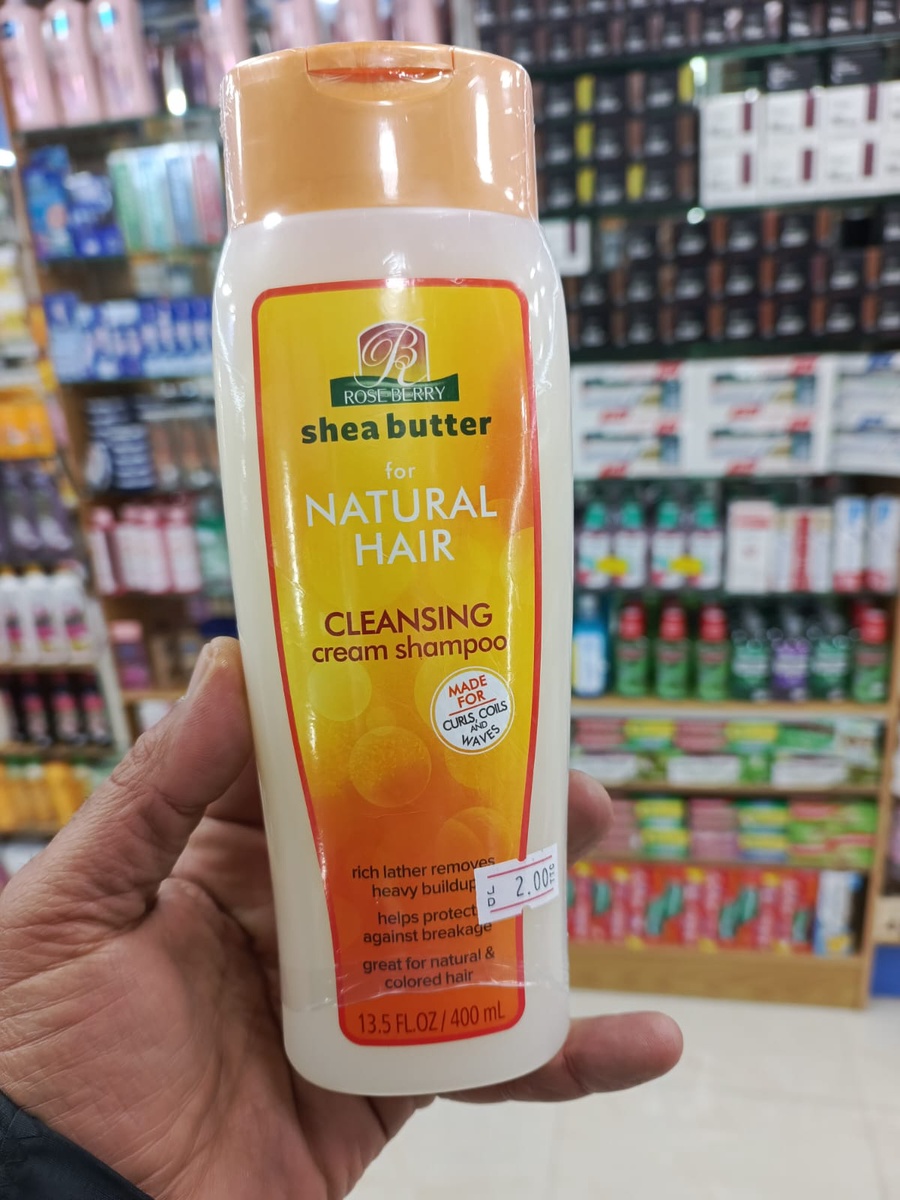 R
ROSE BERRY
shea butter
for
NATURAL
HAIR
CLEANSING
cream shampoo
MADE
FOR
CURLS, COILS
AND
WAVES
rich lather removes
heavy buildup
JD 2.00
helps protect
against breakage
great for natural &
colored hair
13.5 FL.OZ / 400 mL